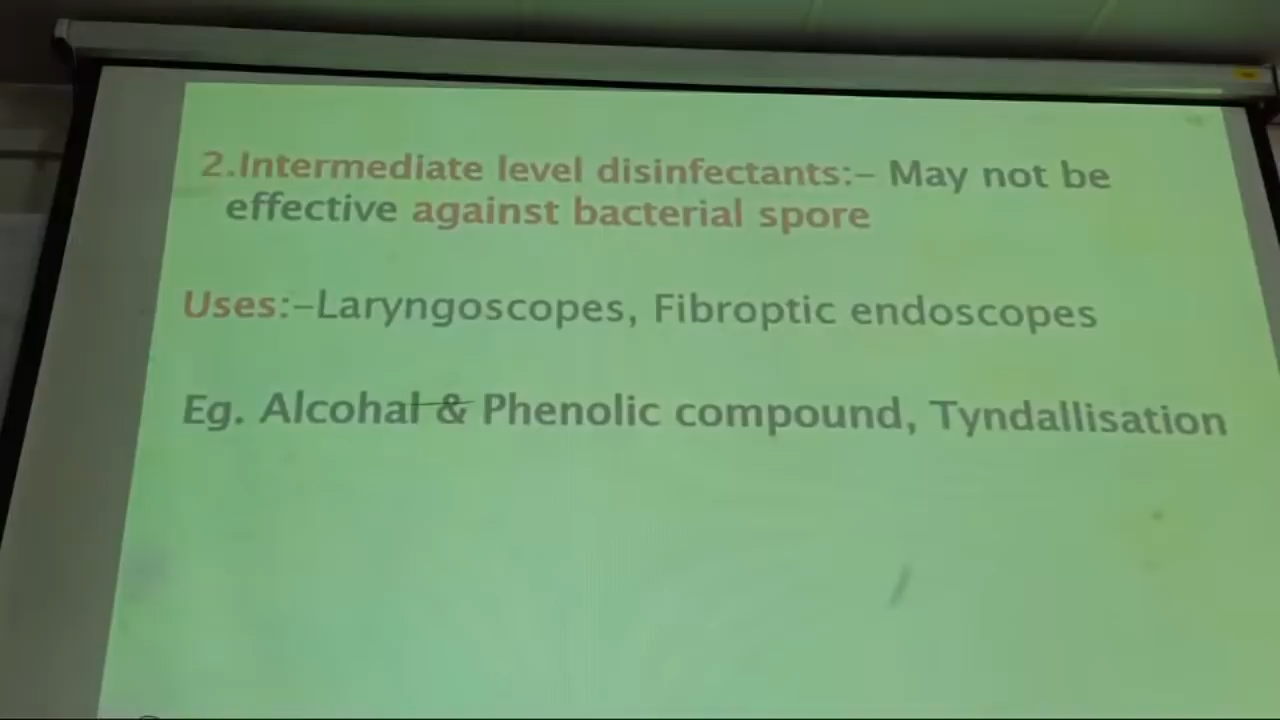 2.Intermediate level disinfectants:– May not be
effective against bacterial spore
Uses:–Laryngoscopes, Fibroptic endoscopes
Eg. Alcohal & Phenolic compound, Tyndallisation